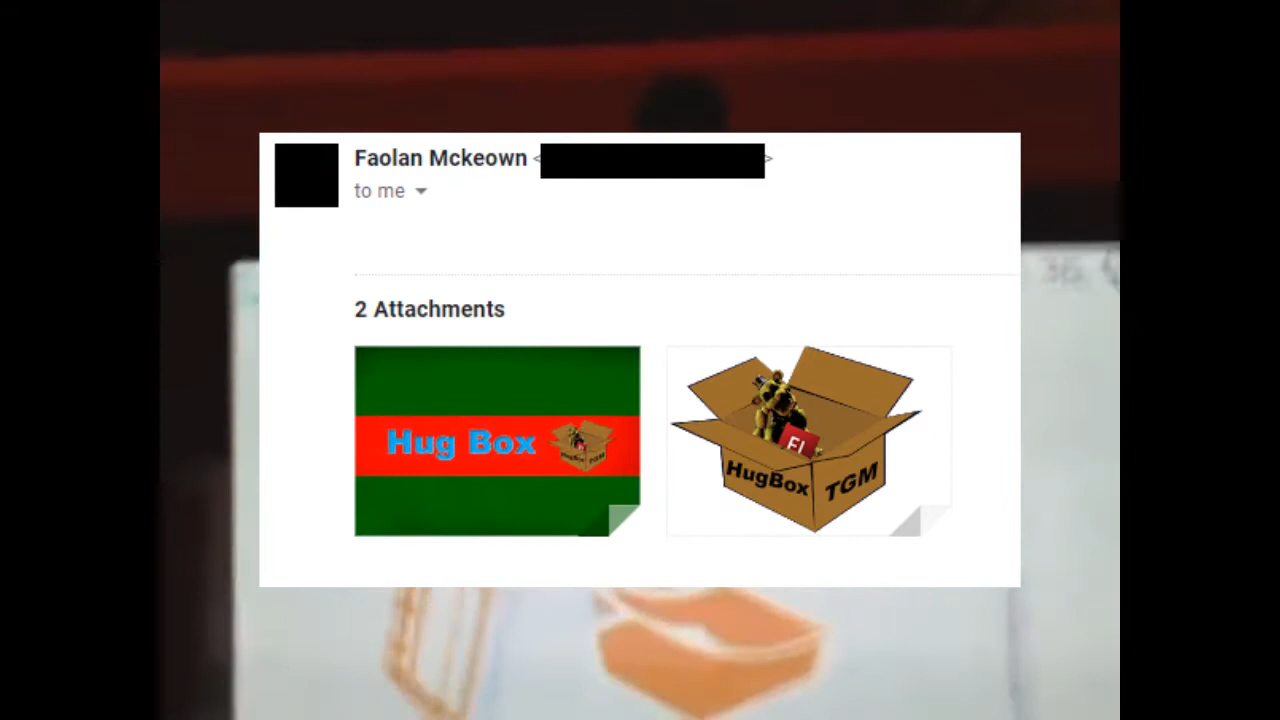 Faolan Mckeown < >
to me
2 Attachments
Hug Box
HugBox TGM